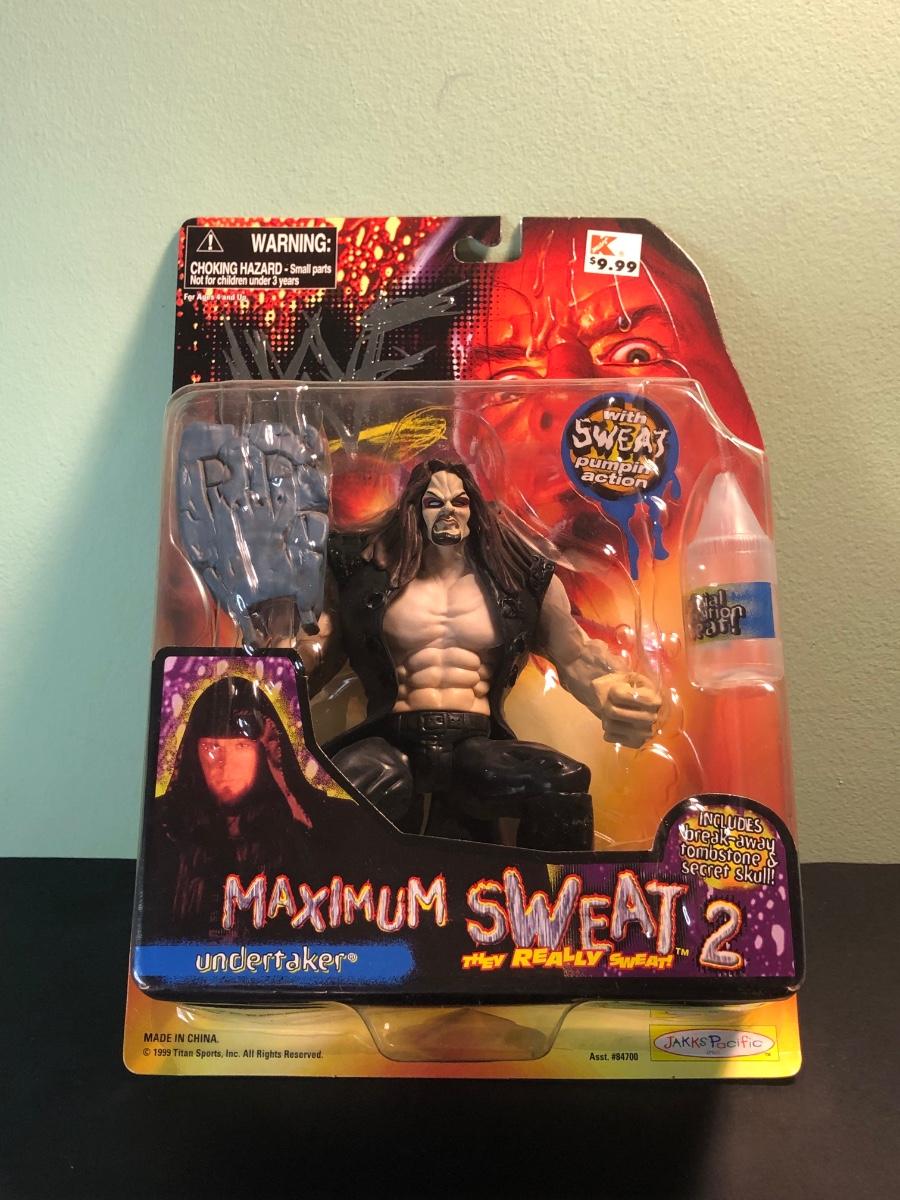 WARNING:
CHOKING HAZARD - Small parts
Not for children under 3 years
For Ages 4 and Up
K
$9.99
WF
with
SWEAT
pumpin'
action
R.I.P.
INCLUDES
break-away
tombstone &
secret skull!
MAXIMUM SWEAT 2
THEY REALLY SWEAT!™
undertaker®
MADE IN CHINA.
© 1999 Titan Sports, Inc. All Rights Reserved.
Asst. #84700
JAKKS Pacific
™